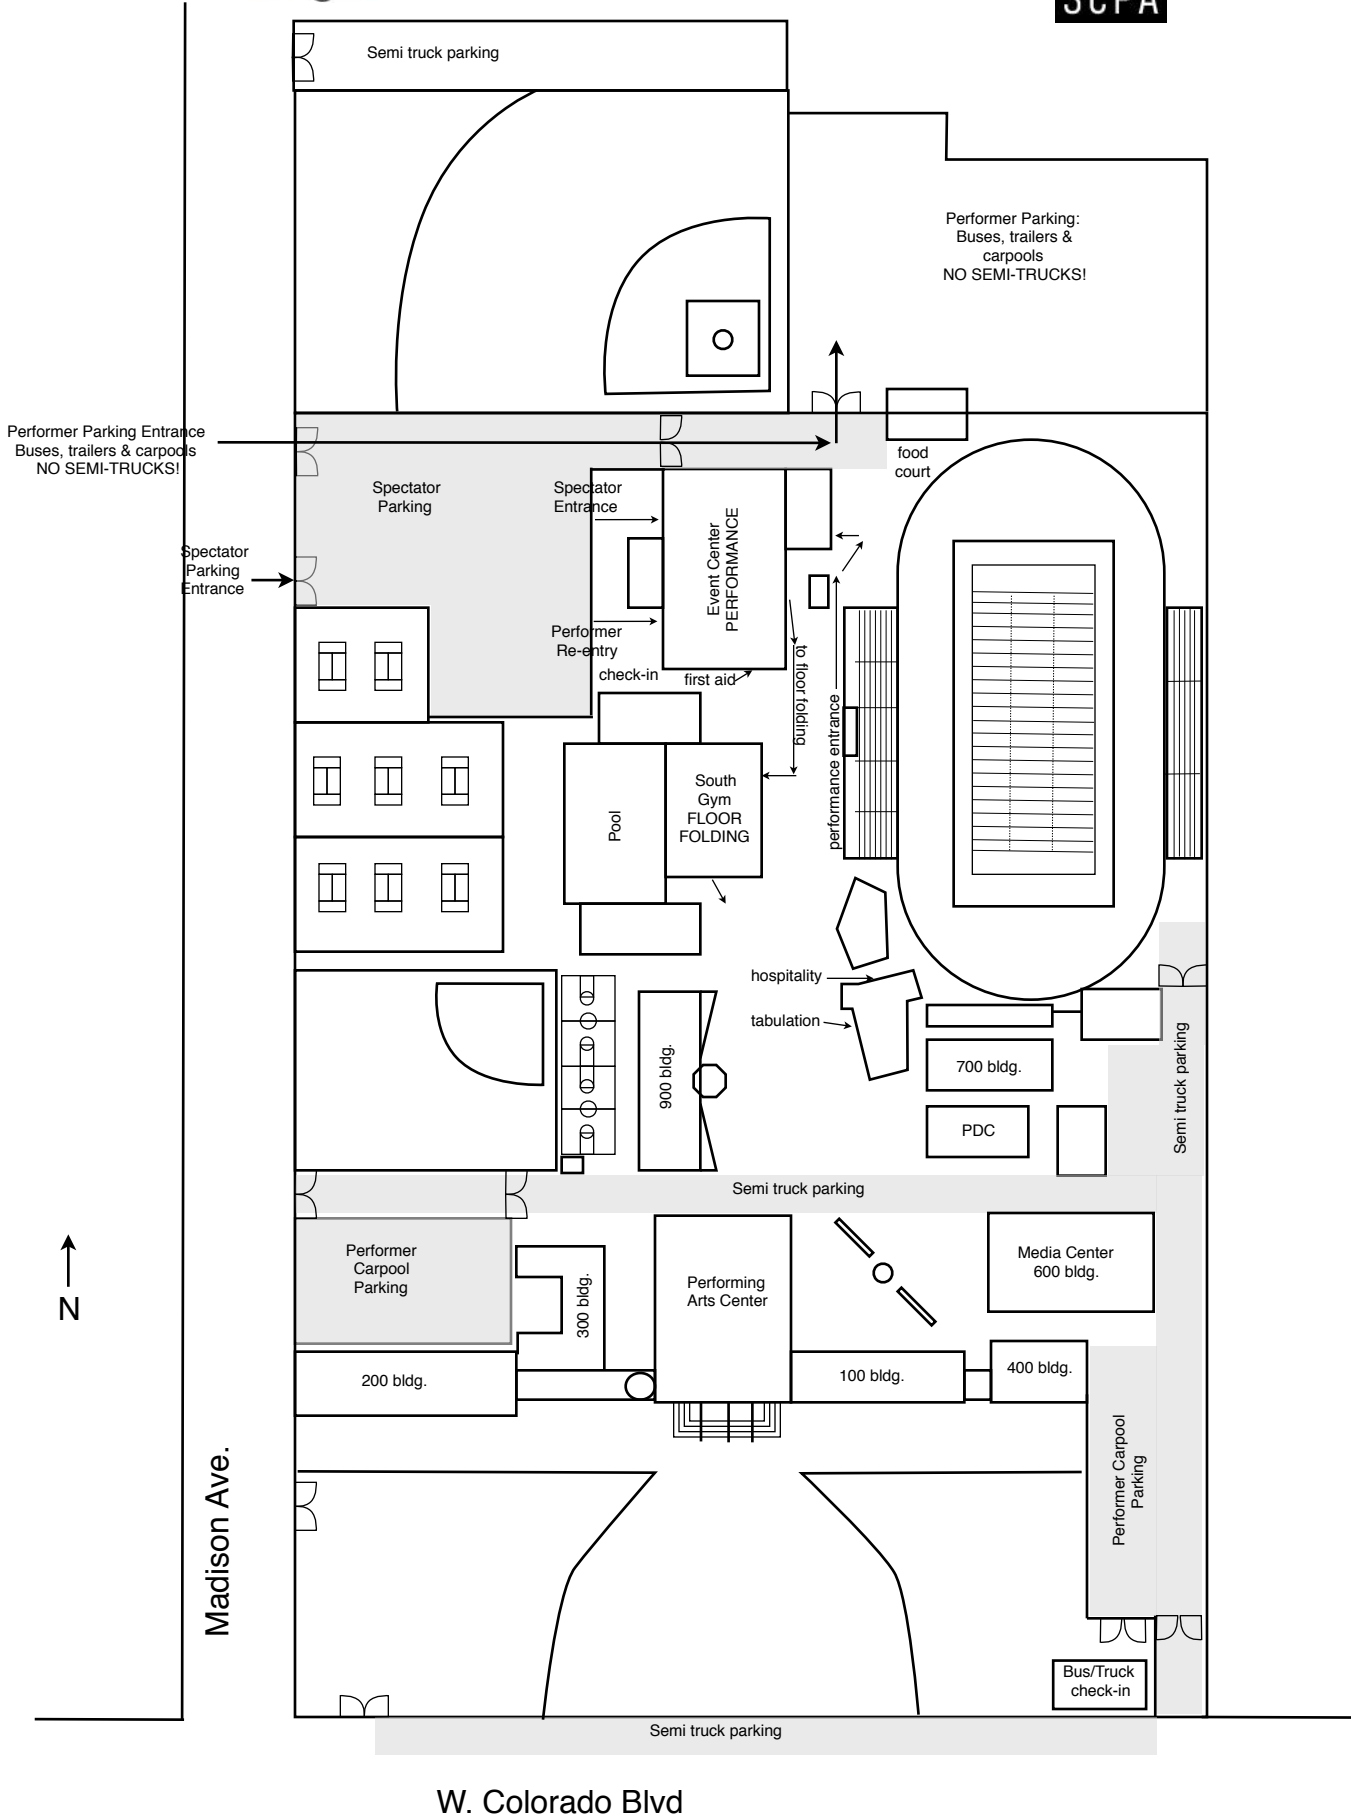 SCPA
Semi truck parking
Performer Parking:
Buses, trailers &
carpools
NO SEMI-TRUCKS!
Performer Parking Entrance
Buses, trailers & carpools
NO SEMI-TRUCKS!
food
court
Spectator
Parking
Spectator
Entrance
Event Center
PERFORMANCE
Spectator
Parking
Entrance
Performer
Re-entry
check-in
first aid
to floor folding
performance entrance
Pool
South
Gym
FLOOR
FOLDING
hospitality
tabulation
900 bldg.
700 bldg.
PDC
Semi truck parking
Semi truck parking
Performer
Carpool
Parking
300 bldg.
Performing
Arts Center
Media Center
600 bldg.
N
200 bldg.
100 bldg.
400 bldg.
Performer Carpool
Parking
Madison Ave.
Bus/Truck
check-in
Semi truck parking
W. Colorado Blvd